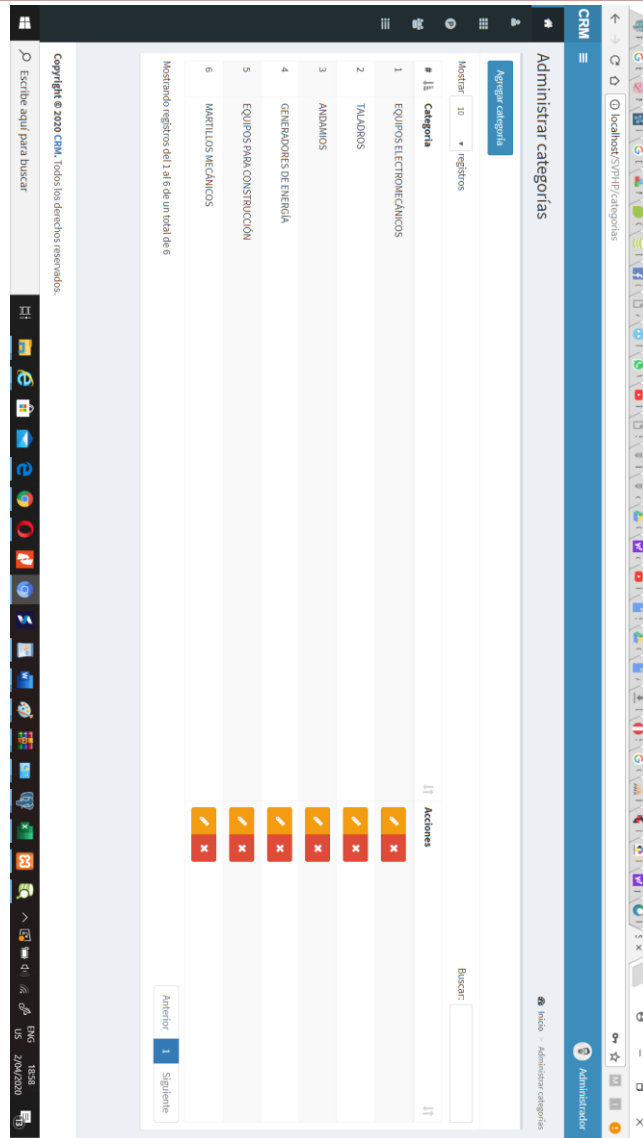 localhost/SVPHP/categorias
CRM
Administrador
Administrar categorías
Inicio > Administrar categorías
Agregar categoría
Mostrar 10 registros
Buscar:
# Categoria Acciones
1 EQUIPOS ELECTROMECÁNICOS
2 TALADROS
3 ANDAMIOS
4 GENERADORES DE ENERGÍA
5 EQUIPOS PARA CONSTRUCCIÓN
6 MARTILLOS MECÁNICOS
Mostrando registros del 1 al 6 de un total de 6
Anterior 1 Siguiente
Copyright © 2020 CRM. Todos los derechos reservados.
Escribe aquí para buscar
ENG
US
18:58
2/04/2020
13